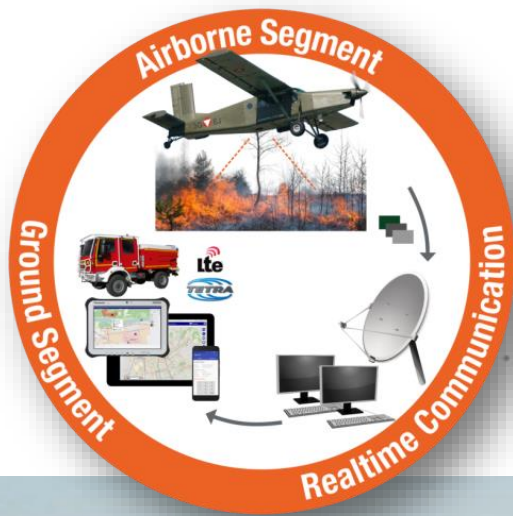 Airborne Segment
Lte
TETRA
Ground Segment
Realtime Communication